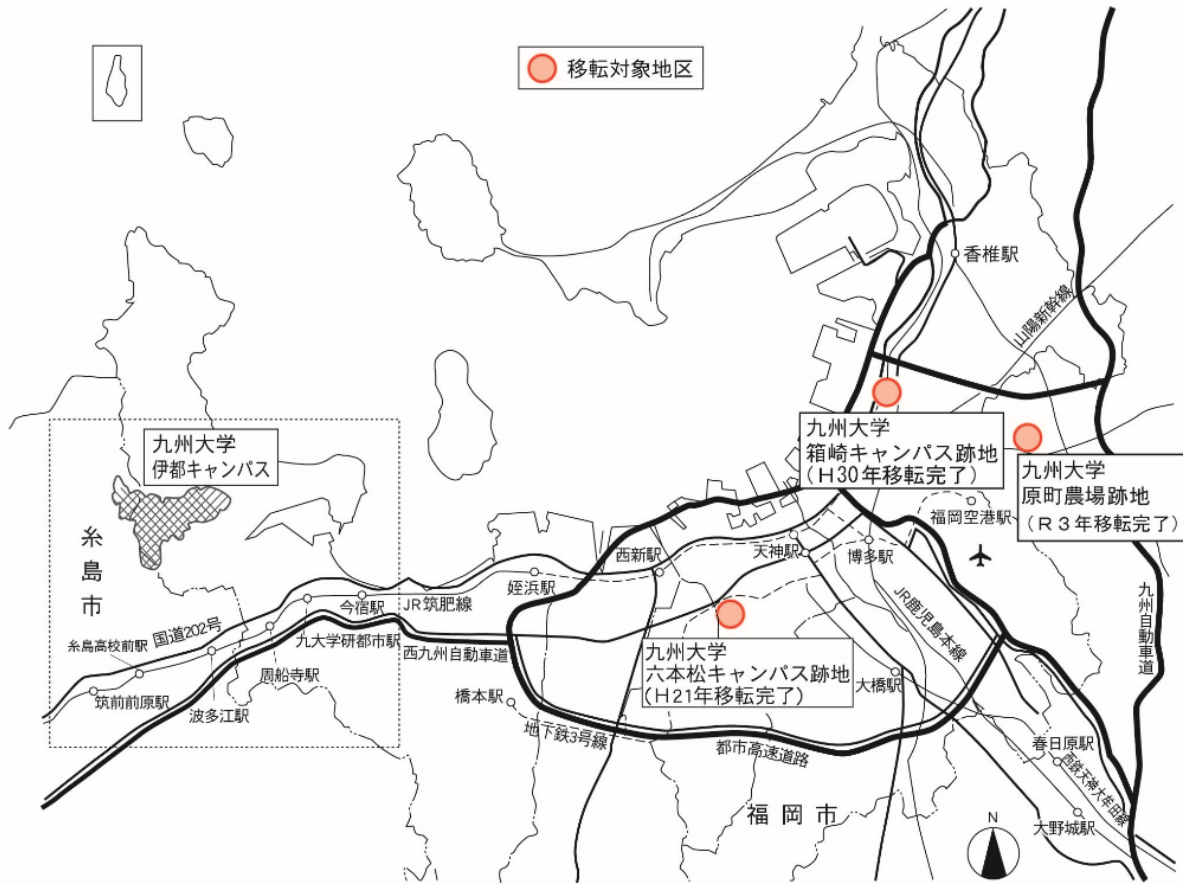 移転対象地区
香椎駅
山陽新幹線
九州大学
箱崎キャンパス跡地
(H30年移転完了)
九州大学
原町農場跡地
(R3年移転完了)
九州大学
伊都キャンパス
糸島市
福岡空港駅
西新駅
天神駅
博多駅
姪浜駅
今宿駅
JR筑肥線
JR鹿児島本線
九州自動車道
国道202号
九大学研都市駅
西九州自動車道
糸島高校前駅
周船寺駅
筑前前原駅
波多江駅
九州大学
六本松キャンパス跡地
(H21年移転完了)
大橋駅
橋本駅
地下鉄3号線
都市高速道路
春日原駅
西鉄天神大牟田線
福岡市
大野城駅
N